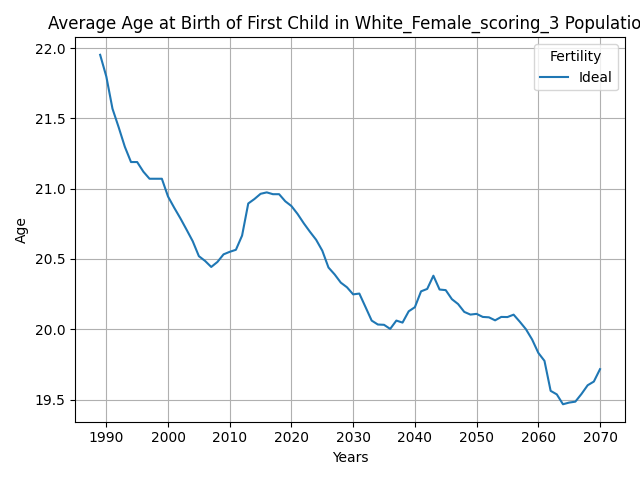 Average Age at Birth of First Child in White_Female_scoring_3 Populatio
Fertility
Ideal
22.0
21.5
21.0
20.5
20.0
19.5
Age
1990 2000 2010 2020 2030 2040 2050 2060 2070
Years